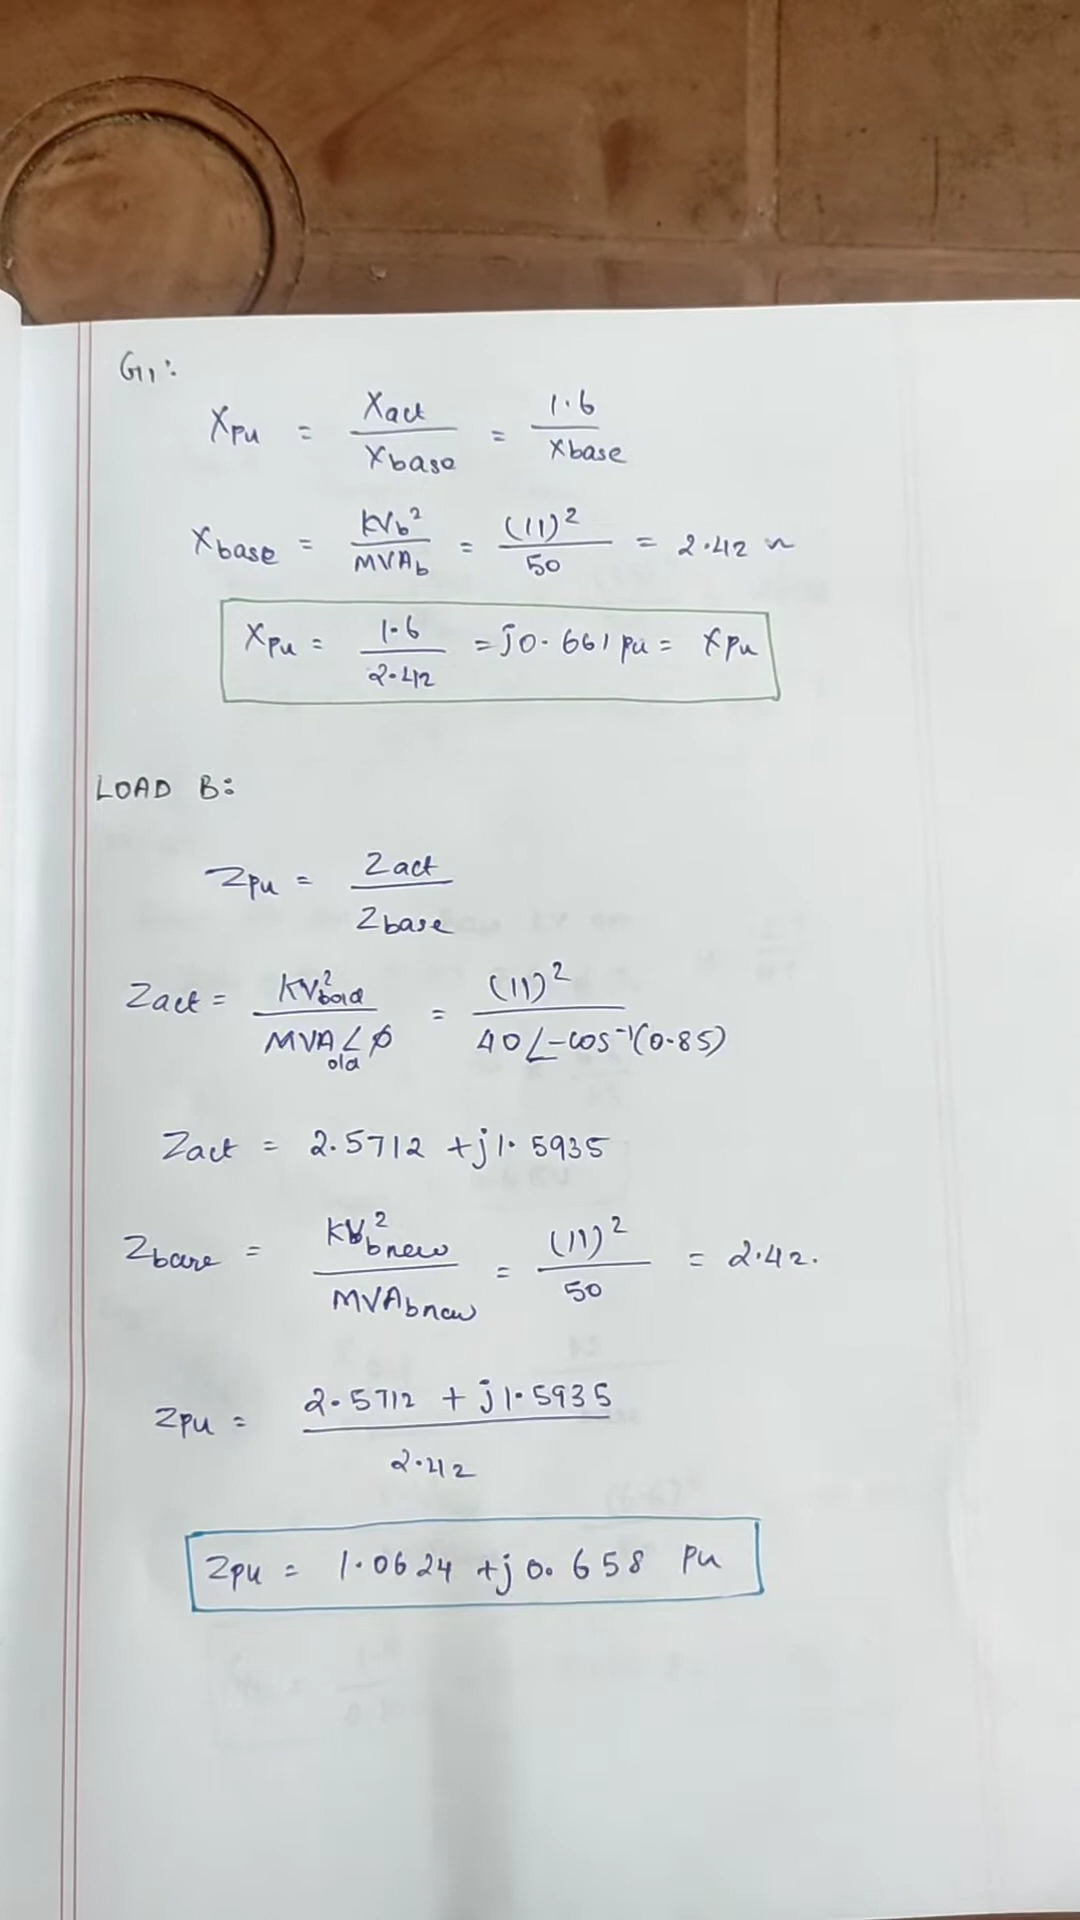 G1:
Xpu = Xact / Xbase = 1.6 / Xbase
Xbase = KVb² / MVAb = (11)² / 50 = 2.42 Ω
Xpu = 1.6 / 2.42 = j0.661 pu = Xpu
LOAD B:
Zpu = Zact / Zbase
Zact = KV²bold / MVAold∠φ = (11)² / 40∠-cos⁻¹(0.85)
Zact = 2.5712 + j1.5935
Zbase = KV²bnew / MVAbnew = (11)² / 50 = 2.42.
Zpu = 2.5712 + j1.5935 / 2.42
Zpu = 1.0624 + j0.658 pu